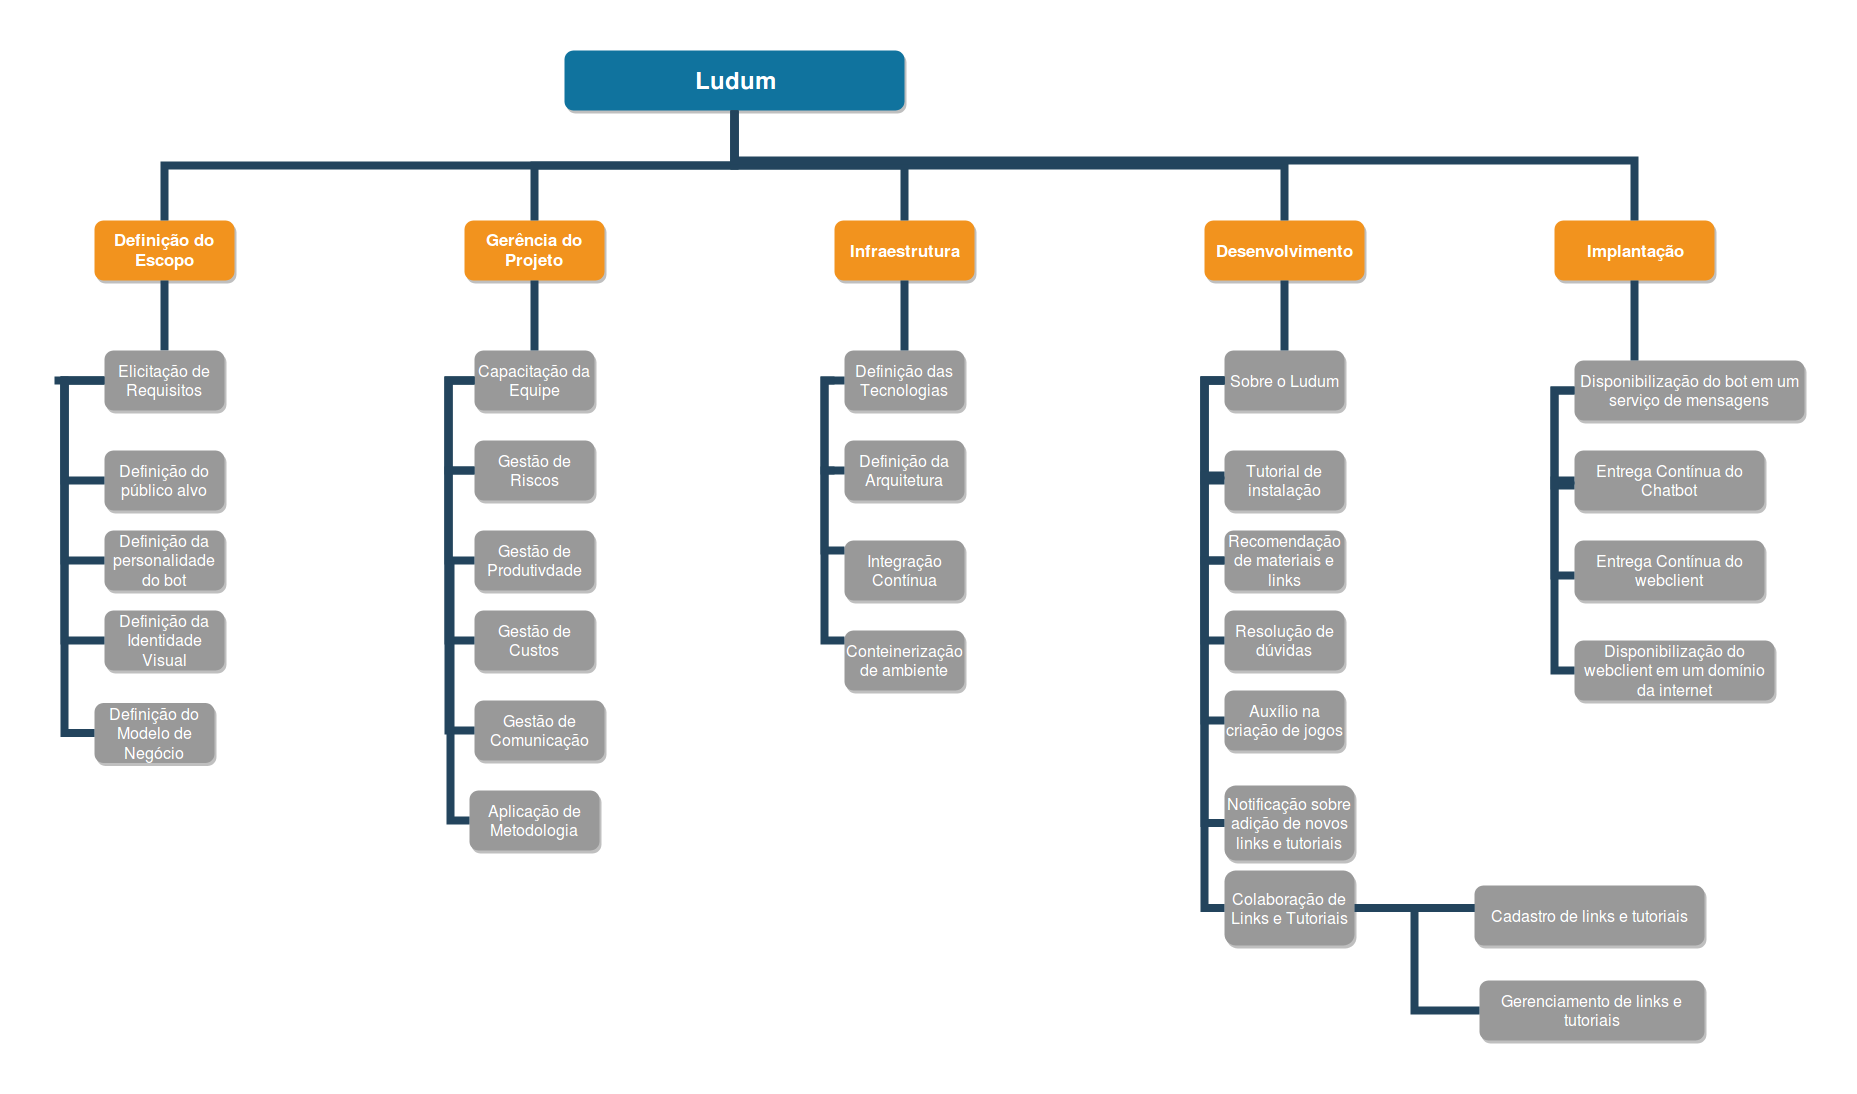 Ludum
Definição do
Escopo
Gerência do
Projeto
Infraestrutura
Desenvolvimento
Implantação
Elicitação de
Requisitos
Definição do
público alvo
Definição da
personalidade
do bot
Definição da
Identidade
Visual
Definição do
Modelo de
Negócio
Capacitação da
Equipe
Gestão de
Riscos
Gestão de
Produtivdade
Gestão de
Custos
Gestão de
Comunicação
Aplicação de
Metodologia
Definição das
Tecnologias
Definição da
Arquitetura
Integração
Contínua
Conteinerização
de ambiente
Sobre o Ludum
Tutorial de
instalação
Recomendação
de materiais e
links
Resolução de
dúvidas
Auxílio na
criação de jogos
Notificação sobre
adição de novos
links e tutoriais
Colaboração de
Links e Tutoriais
Cadastro de links e tutoriais
Gerenciamento de links e
tutoriais
Disponibilização do bot em um
serviço de mensagens
Entrega Contínua do
Chatbot
Entrega Contínua do
webclient
Disponibilização do
webclient em um domínio
da internet